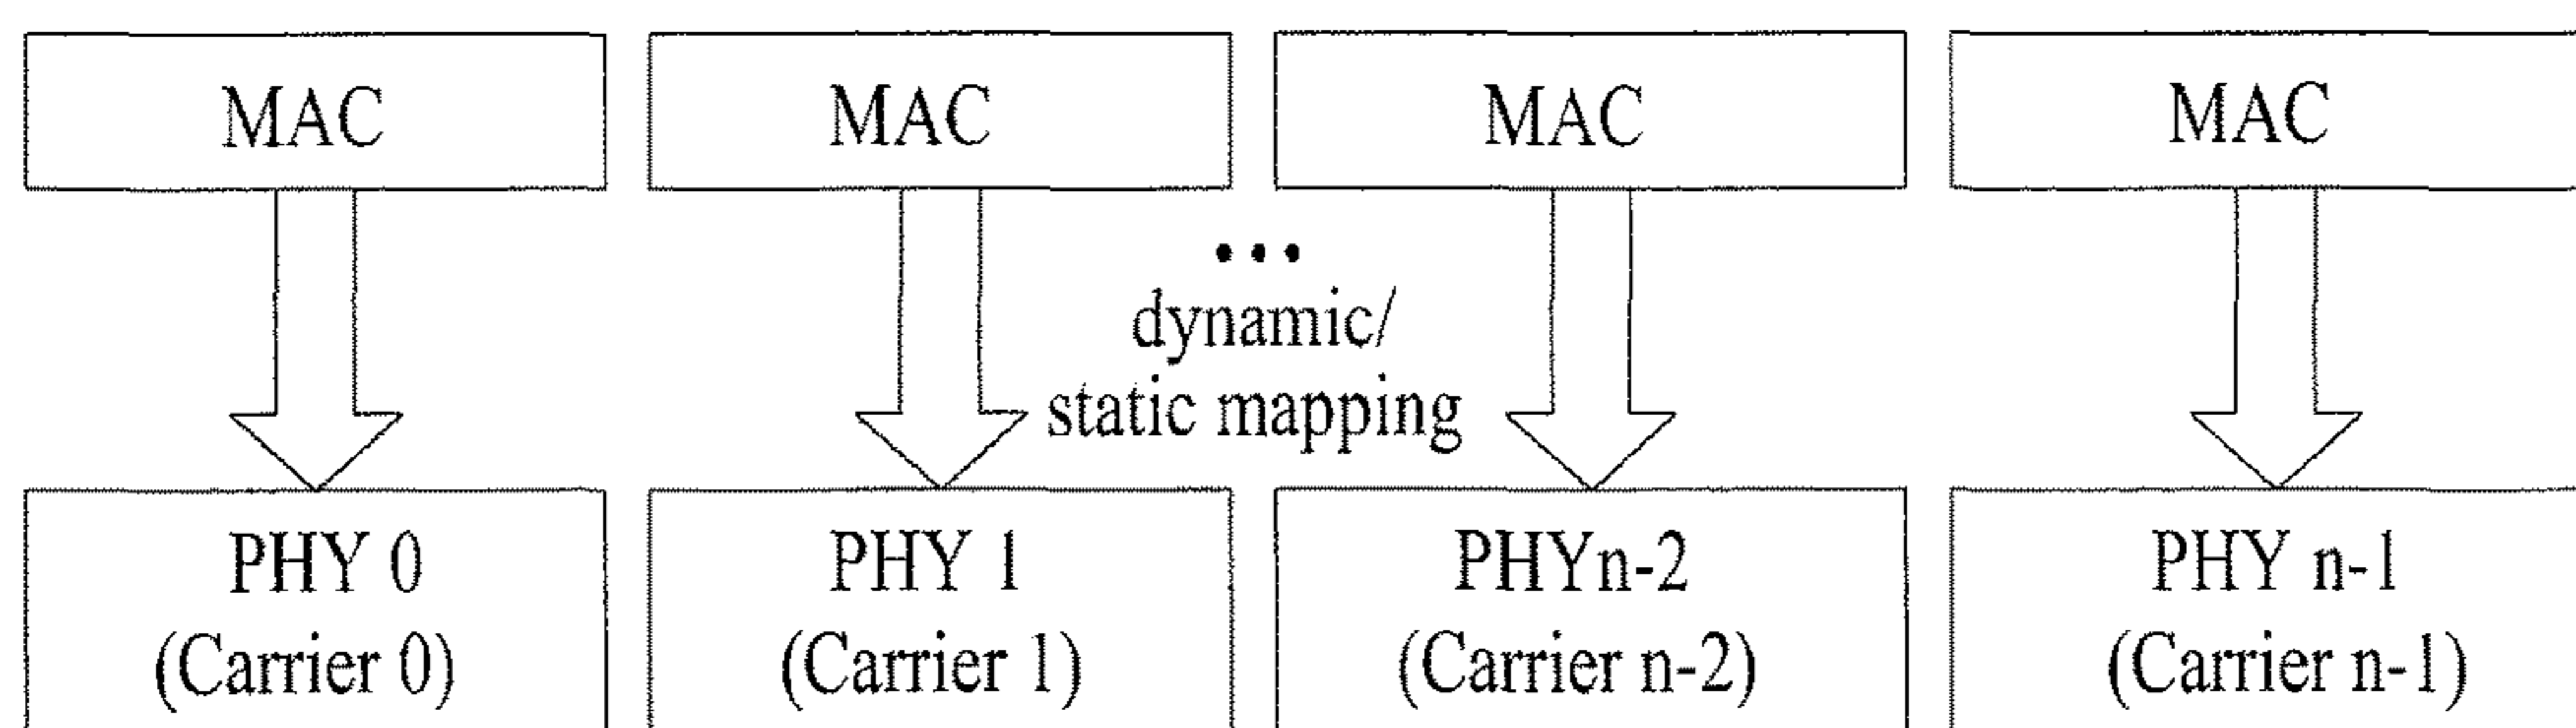 MAC
MAC
MAC
MAC
•••
dynamic/
static mapping
PHY 0
(Carrier 0)
PHY 1
(Carrier 1)
PHYn-2
(Carrier n-2)
PHY n-1
(Carrier n-1)